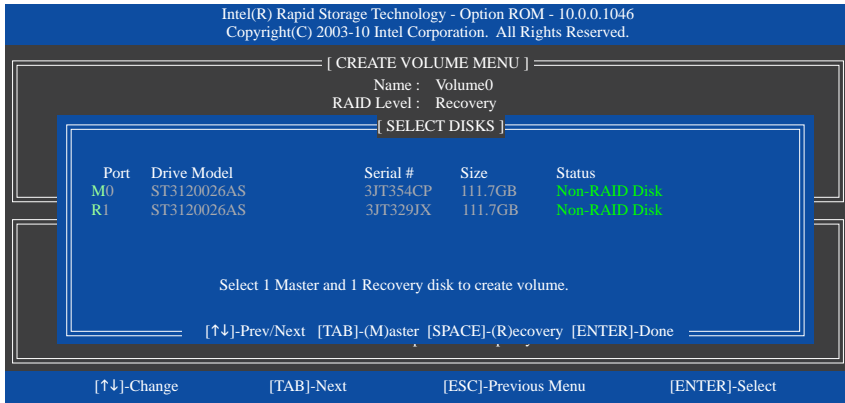 Intel(R) Rapid Storage Technology - Option ROM - 10.0.0.1046
Copyright(C) 2003-10 Intel Corporation. All Rights Reserved.
[ CREATE VOLUME MENU ]
Name : Volume0
RAID Level : Recovery
[ SELECT DISKS ]
Port Drive Model Serial # Size Status
M0 ST3120026AS 3JT354CP 111.7GB Non-RAID Disk
R1 ST3120026AS 3JT329JX 111.7GB Non-RAID Disk
Select 1 Master and 1 Recovery disk to create volume.
[↑↓]-Prev/Next [TAB]-(M)aster [SPACE]-(R)ecovery [ENTER]-Done
[↑↓]-Change [TAB]-Next [ESC]-Previous Menu [ENTER]-Select